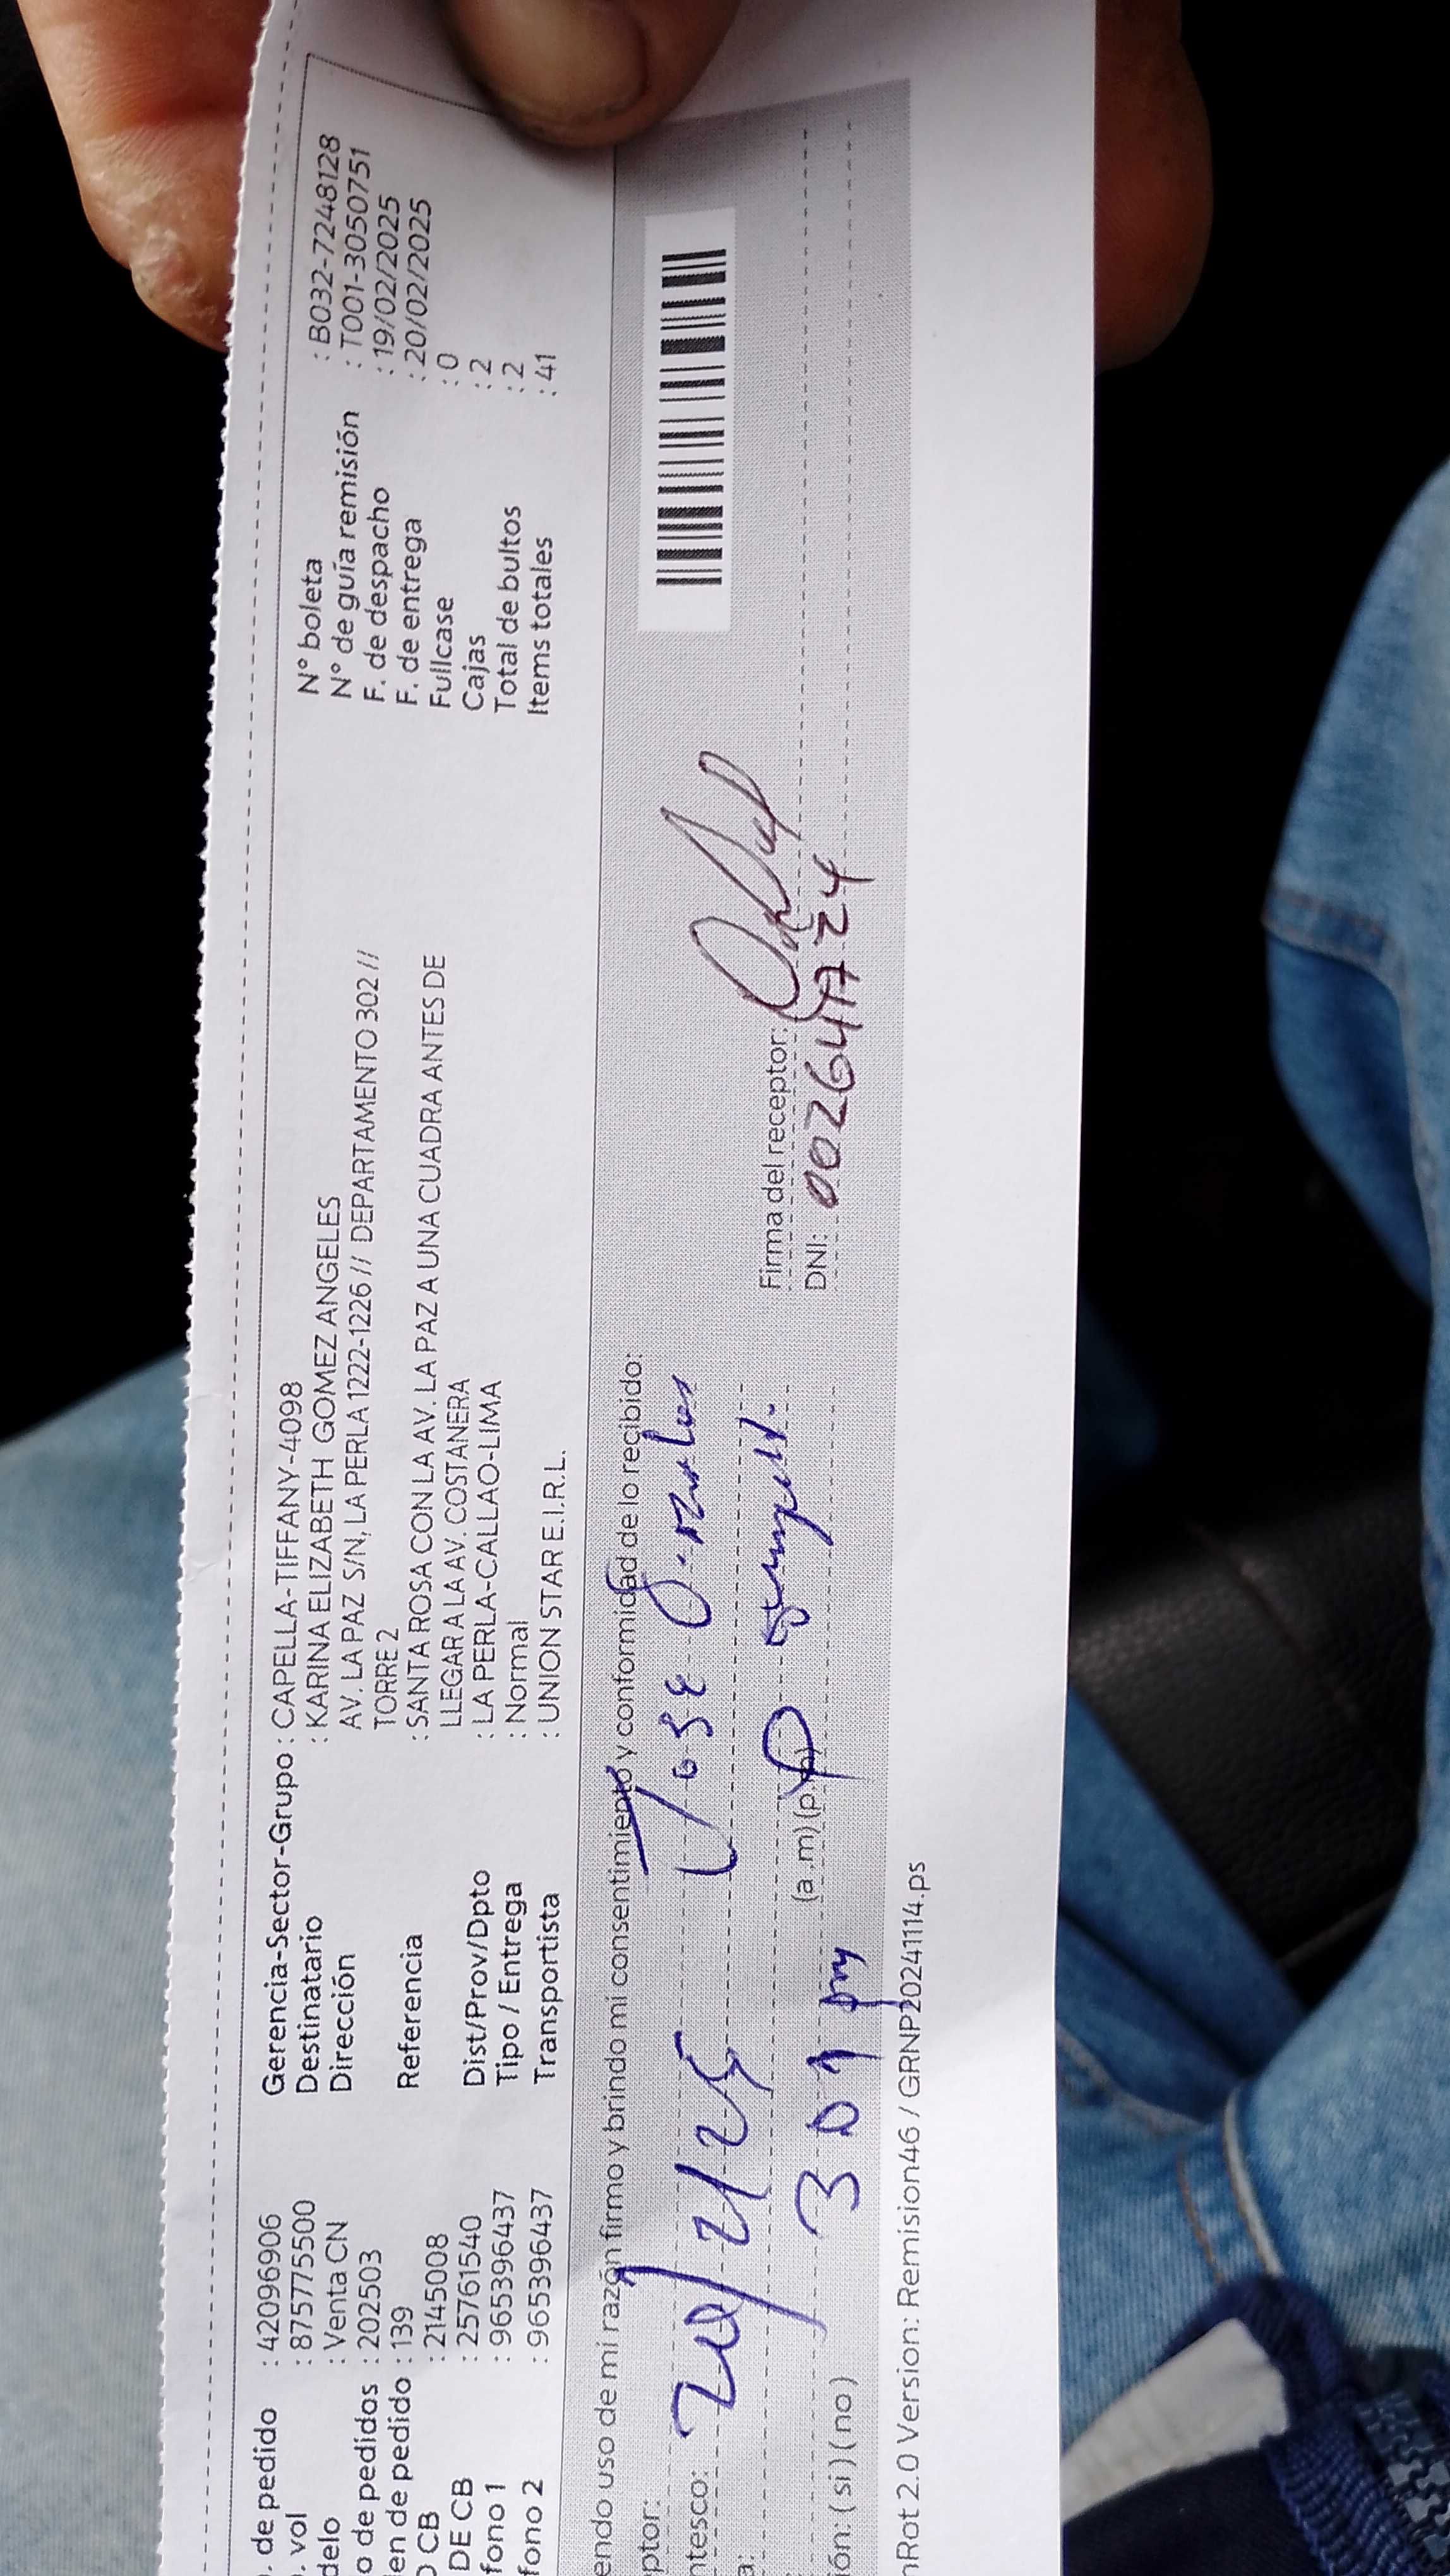 . de pedido : 42096906
. vol : 875775500
delo : Venta CN
o de pedidos : 202503
en de pedido : 139
O CB : 2145008
DE CB : 25761540
fono 1 : 965396437
fono 2 : 965396437
Gerencia-Sector-Grupo : CAPELLA-TIFFANY-4098
Destinatario : KARINA ELIZABETH GOMEZ ANGELES
Dirección AV. LA PAZ S/N, LA PERLA 1222-1226 // DEPARTAMENTO 302 //
TORRE 2
Referencia : SANTA ROSA CON LA AV. LA PAZ A UNA CUADRA ANTES DE
LLEGAR A LA AV. COSTANERA
Dist/Prov/Dpto : LA PERLA-CALLAO-LIMA
Tipo / Entrega : Normal
Transportista : UNION STAR E.I.R.L.
N° boleta : B032-7248128
N° de guía remisión : T001-3050751
F. de despacho : 19/02/2025
F. de entrega : 20/02/2025
Fullcase : 0
Cajas : 2
Total de bultos : 2
Items totales : 41
endo uso de mi razón firmo y brindo mi consentimiento y conformidad de lo recibido:
ptor: Jose
ntesco: 20/2/25
a: 3 01 pm (a.m) (p.m)
ión: ( si ) ( no )
Firma del receptor:
DNI: 002641724
nRot 2.0 Version: Remision46 / GRNP20241114.ps